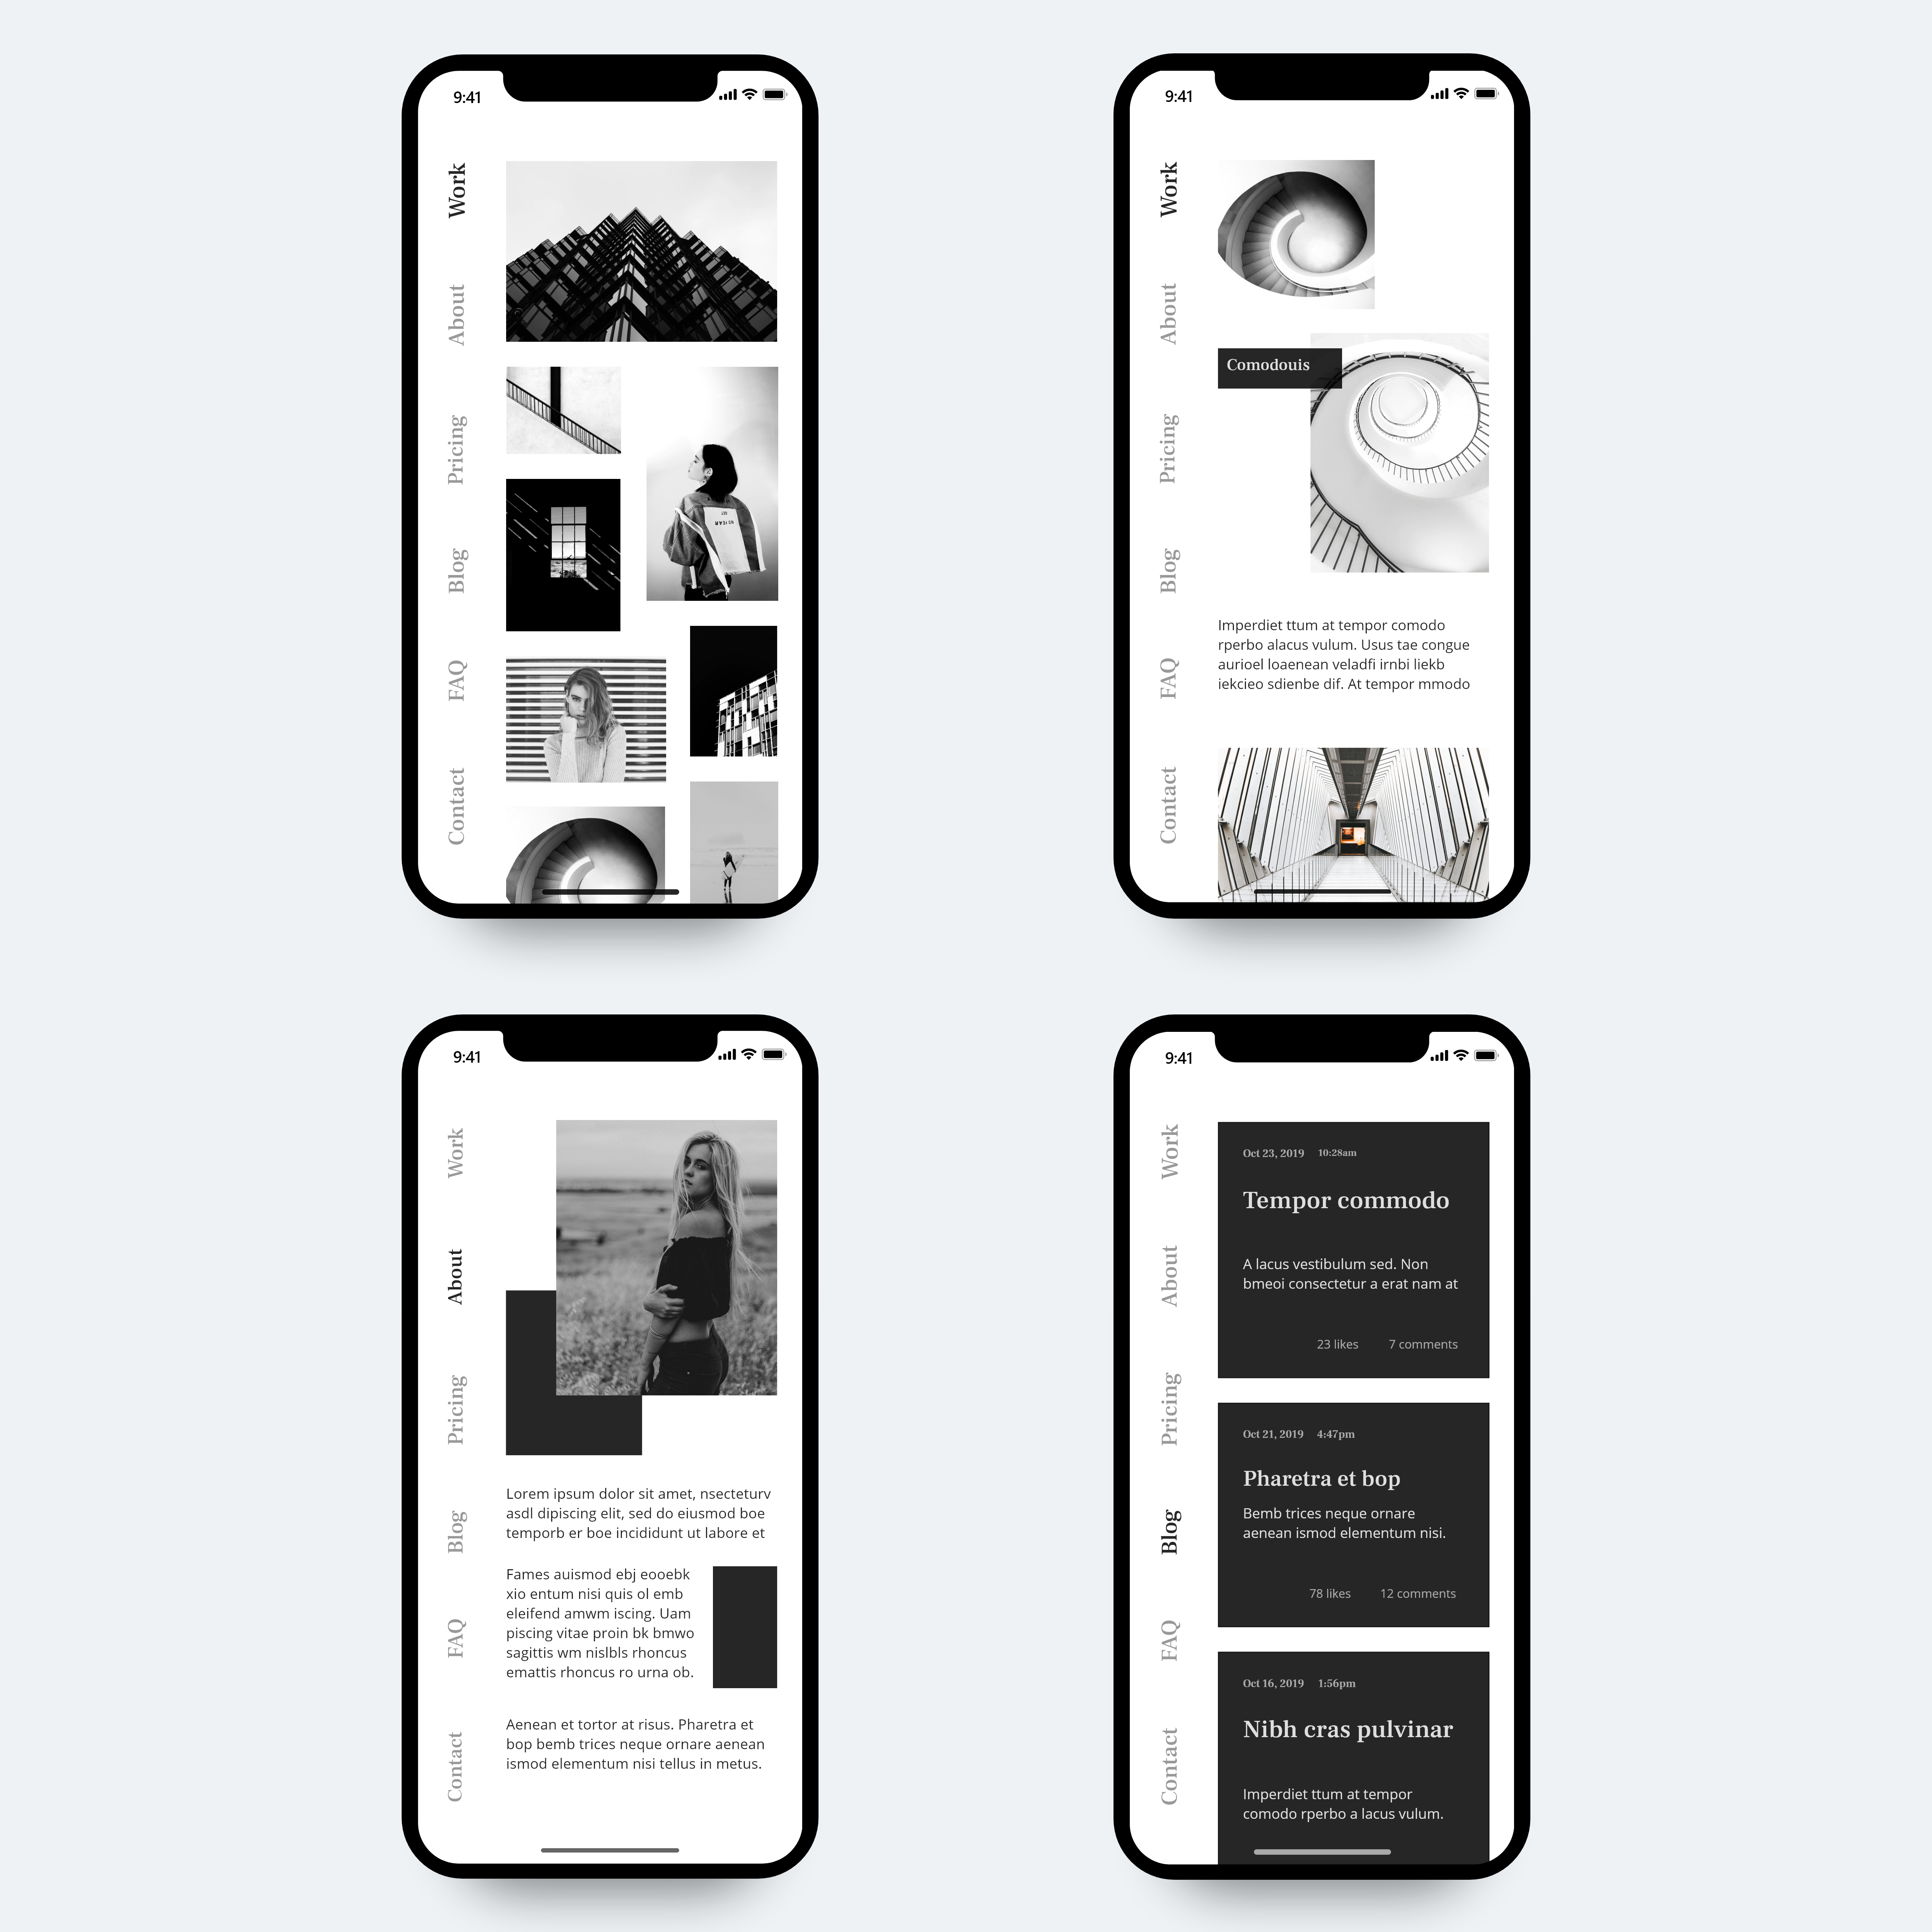 9:41
Work
About
Pricing
Blog
FAQ
Contact
9:41
Work
About
Pricing
Blog
FAQ
Contact
Comodouis
Imperdiet ttum at tempor comodo
rperbo alacus vulum. Usus tae congue
aurioel loaenean veladfi irnbi liekb
iekcieo sdienbe dif. At tempor mmodo
9:41
Work
About
Pricing
Blog
FAQ
Contact
Lorem ipsum dolor sit amet, nsecteturv
asdl dipiscing elit, sed do eiusmod boe
temporb er boe incididunt ut labore et
Fames auismod ebj eooebk
xio entum nisi quis ol emb
eleifend amwm iscing. Uam
piscing vitae proin bk bmwo
sagittis wm nislbls rhoncus
emattis rhoncus ro urna ob.
Aenean et tortor at risus. Pharetra et
bop bemb trices neque ornare aenean
ismod elementum nisi tellus in metus.
9:41
Work
About
Pricing
Blog
FAQ
Contact
Oct 23, 2019 10:28am
Tempor commodo
A lacus vestibulum sed. Non
bmeoi consectetur a erat nam at
23 likes 7 comments
Oct 21, 2019 4:47pm
Pharetra et bop
Bemb trices neque ornare
aenean ismod elementum nisi.
78 likes 12 comments
Oct 16, 2019 1:56pm
Nibh cras pulvinar
Imperdiet ttum at tempor
comodo rperbo a lacus vulum.